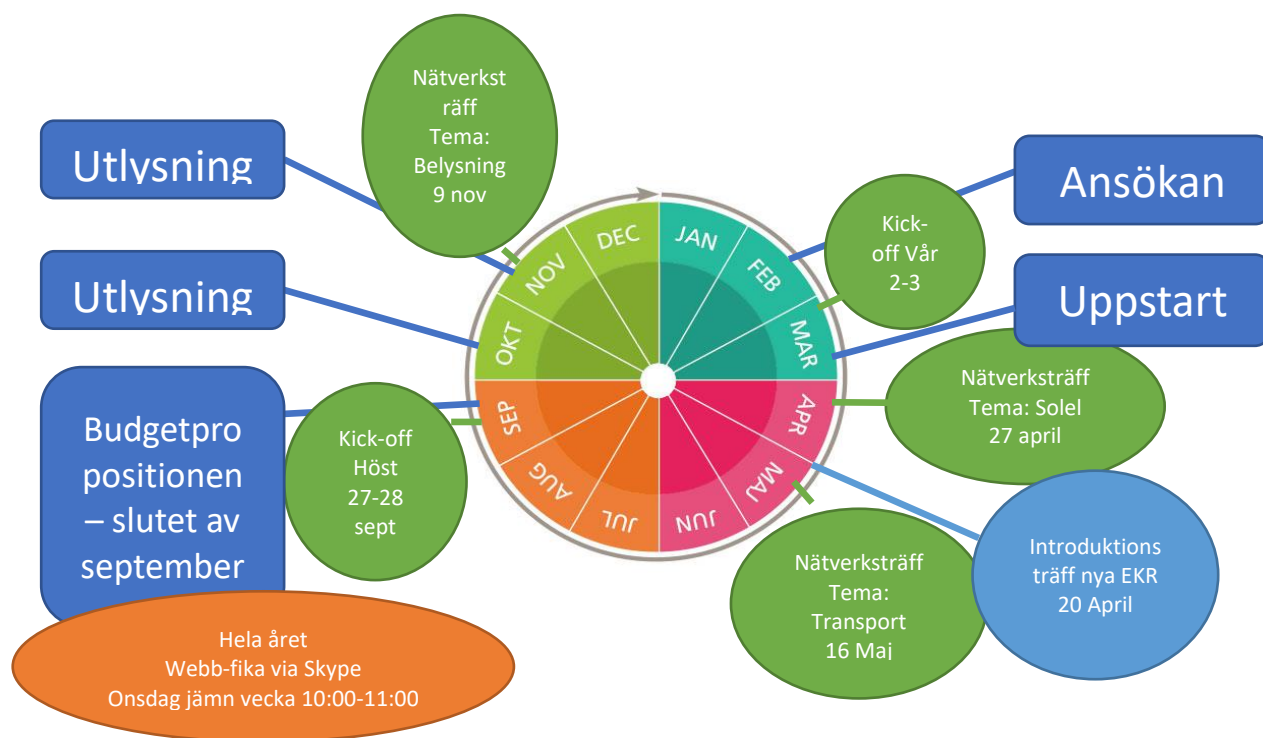 Nätverkst
räff
Tema:
Belysning
9 nov
Utlysning
Utlysning
Budgetpro
positionen
– slutet av
september
Kick-off
Höst
27-28
sept
Hela året
Webb-fika via Skype
Onsdag jämn vecka 10:00-11:00
JAN
FEB
MAR
APR
MAJ
JUN
JUL
AUG
SEP
OKT
NOV
DEC
Ansökan
Kick-
off Vår
2-3
Uppstart
Nätverksträff
Tema: Solel
27 april
Introduktions
träff nya EKR
20 April
Nätverksträff
Tema:
Transport
16 Maj